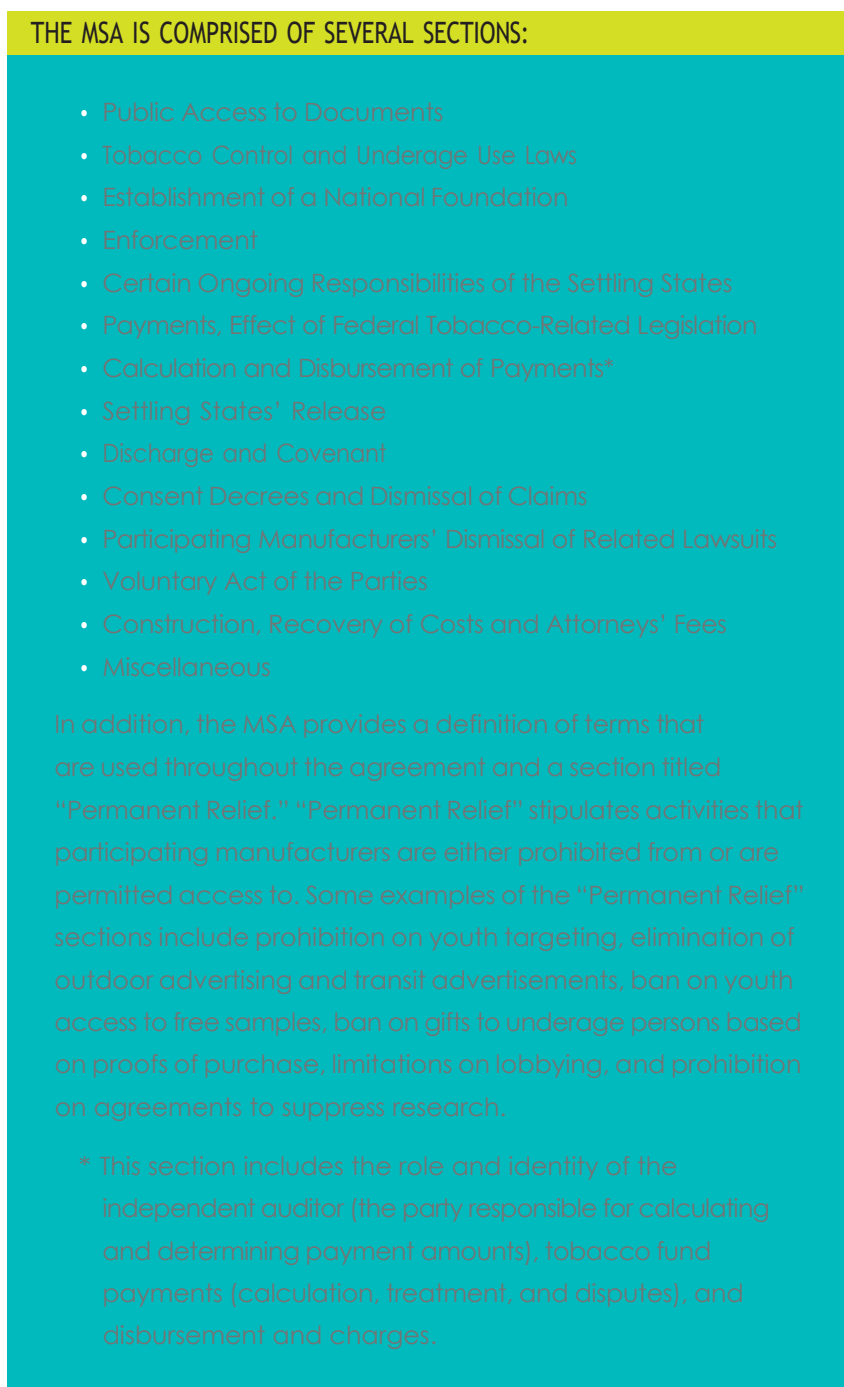 THE MSA IS COMPRISED OF SEVERAL SECTIONS:
• Public Access to Documents
• Tobacco Control and Underage Use Laws
• Establishment of a National Foundation
• Enforcement
• Certain Ongoing Responsibilities of the Settling States
• Payments, Effect of Federal Tobacco-Related Legislation
• Calculation and Disbursement of Payments*
• Settling States’ Release
• Discharge and Covenant
• Consent Decrees and Dismissal of Claims
• Participating Manufacturers’ Dismissal of Related Lawsuits
• Voluntary Act of the Parties
• Construction, Recovery of Costs and Attorneys’ Fees
• Miscellaneous
In addition, the MSA provides a definition of terms that
are used throughout the agreement and a section titled
“Permanent Relief.” “Permanent Relief” stipulates activities that
participating manufacturers are either prohibited from or are
permitted access to. Some examples of the “Permanent Relief”
sections include prohibition on youth targeting, elimination of
outdoor advertising and transit advertisements, ban on youth
access to free samples, ban on gifts to underage persons based
on proofs of purchase, limitations on lobbying, and prohibition
on agreements to suppress research.
* This section includes the role and identity of the
independent auditor (the party responsible for calculating
and determining payment amounts), tobacco fund
payments (calculation, treatment, and disputes), and
disbursement and charges.